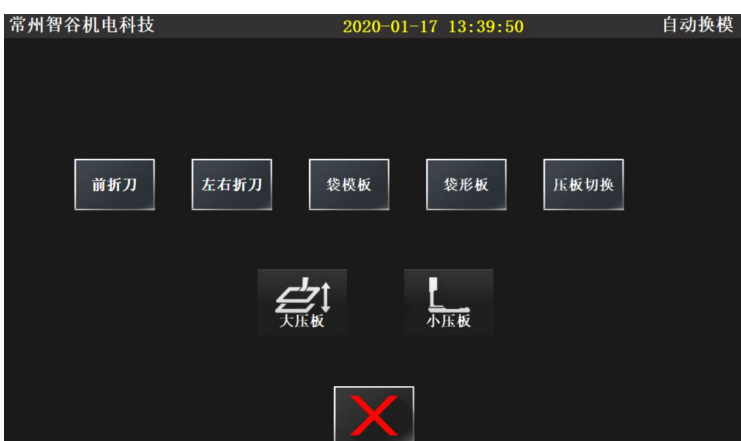 常州智谷机电科技 2020-01-17 13:39:50 自动换模
前折刀 左右折刀 袋模板 袋形板 压板切换
大压板 小压板